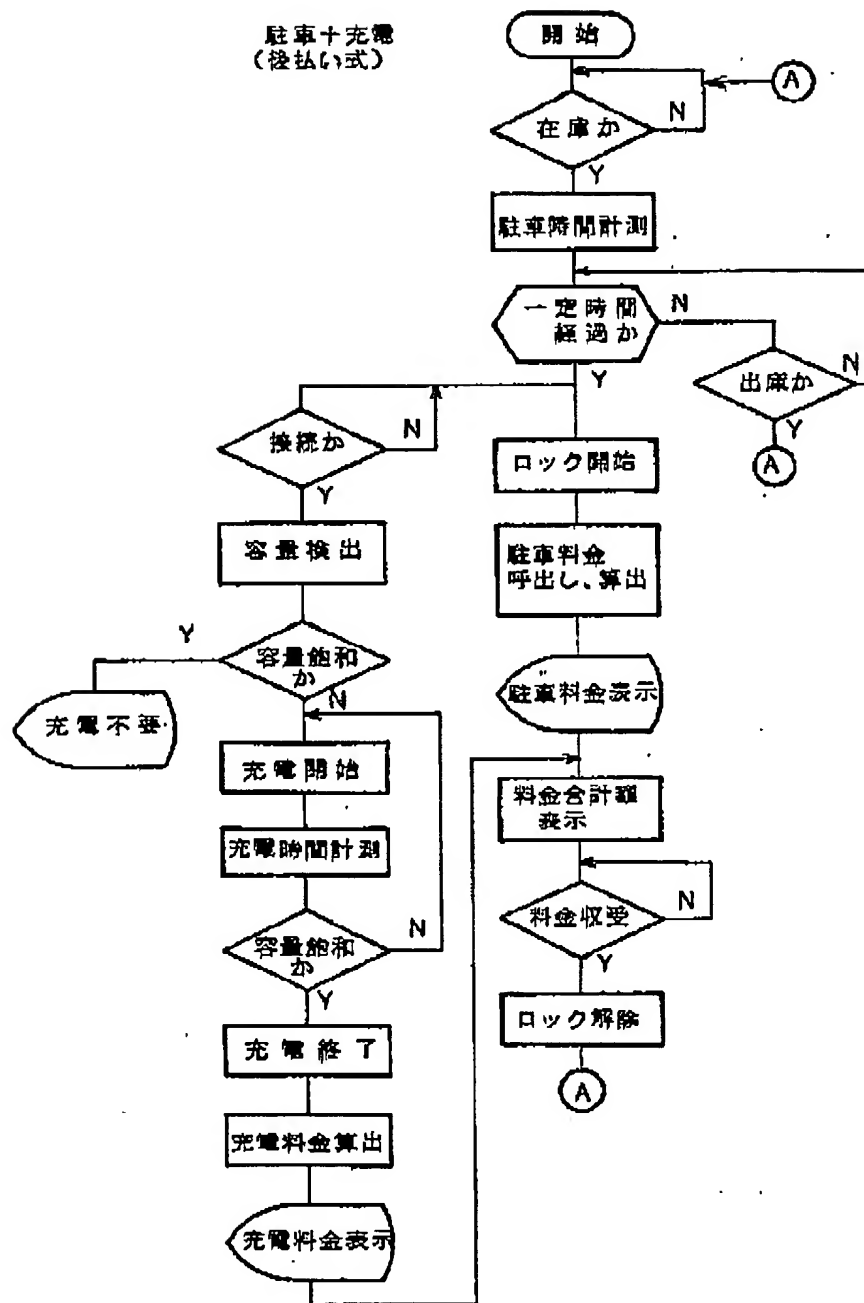 駐車+充電
(後払い式)
開始
A
在庫か
N
Y
駐車時間計測
一定時間
経過か
N
Y
出庫か
N
Y
A
接続か
N
Y
ロック開始
容量検出
駐車料金
呼出し、算出
容量飽和
か
Y
N
充電不要
駐車料金表示
充電開始
料金合計額
表示
充電時間計測
料金収受
N
Y
容量飽和
か
N
Y
ロック解除
充電終了
A
充電料金算出
充電料金表示